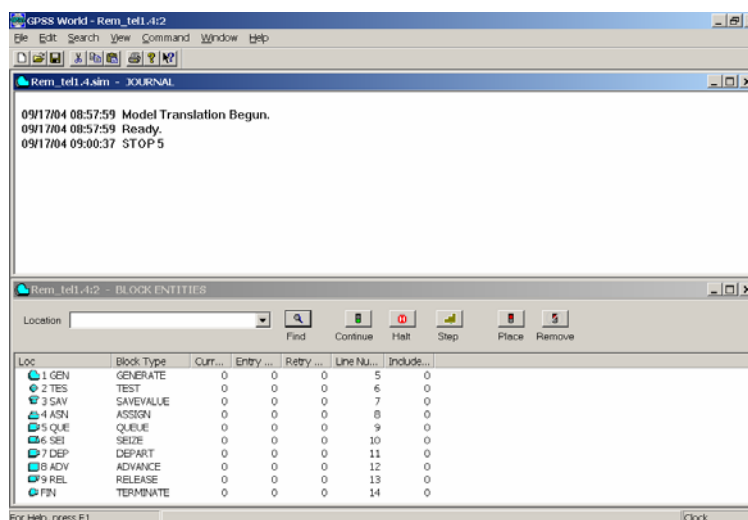 GPSS World - Rem_tel1.4:2
File Edit Search View Command Window Help
Rem_tel1.4.sim - JOURNAL
09/17/04 08:57:59 Model Translation Begun.
09/17/04 08:57:59 Ready.
09/17/04 09:00:37 STOP 5
Rem_tel1.4:2 - BLOCK ENTITIES
Location
Find Continue Halt Step Place Remove
Loc Block Type Curr... Entry ... Retry ... Line Nu... Include...
1 GEN GENERATE 0 0 0 5 0
2 TES TEST 0 0 0 6 0
3 SAV SAVEVALUE 0 0 0 7 0
4 ASN ASSIGN 0 0 0 8 0
5 QUE QUEUE 0 0 0 9 0
6 SEI SEIZE 0 0 0 10 0
7 DEP DEPART 0 0 0 11 0
8 ADV ADVANCE 0 0 0 12 0
9 REL RELEASE 0 0 0 13 0
FIN TERMINATE 0 0 0 14 0
For Help, press F1 Clock